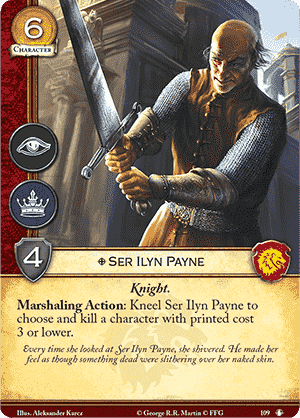 6
CHARACTER
4
SER ILYN PAYNE
Knight.
Marshaling Action: Kneel Ser Ilyn Payne to
choose and kill a character with printed cost
3 or lower.
Every time she looked at Ser Ilyn Payne, she shivered. He made her
feel as though something dead were slithering over her naked skin.
Illus. Aleksander Karcz © George R.R. Martin © FFG 109